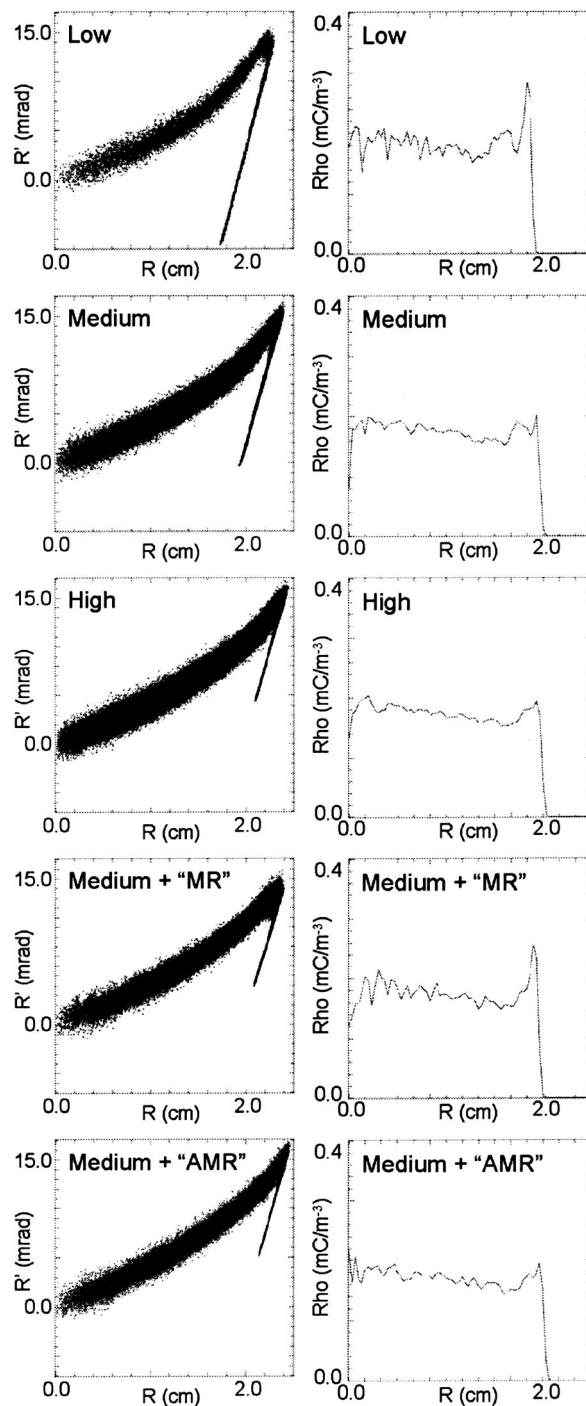 15.0
Low
R' (mrad)
0.0
0.0
R (cm)
2.0
0.4
Low
Rho (mC/m⁻³)
0.0
0.0
R (cm)
2.0
15.0
Medium
R' (mrad)
0.0
0.0
R (cm)
2.0
0.4
Medium
Rho (mC/m⁻³)
0.0
0.0
R (cm)
2.0
15.0
High
R' (mrad)
0.0
0.0
R (cm)
2.0
0.4
High
Rho (mC/m⁻³)
0.0
0.0
R (cm)
2.0
15.0
Medium + "MR"
R' (mrad)
0.0
0.0
R (cm)
2.0
0.4
Medium + "MR"
Rho (mC/m⁻³)
0.0
0.0
R (cm)
2.0
15.0
Medium + "AMR"
R' (mrad)
0.0
0.0
R (cm)
2.0
0.4
Medium + "AMR"
Rho (mC/m⁻³)
0.0
0.0
R (cm)
2.0